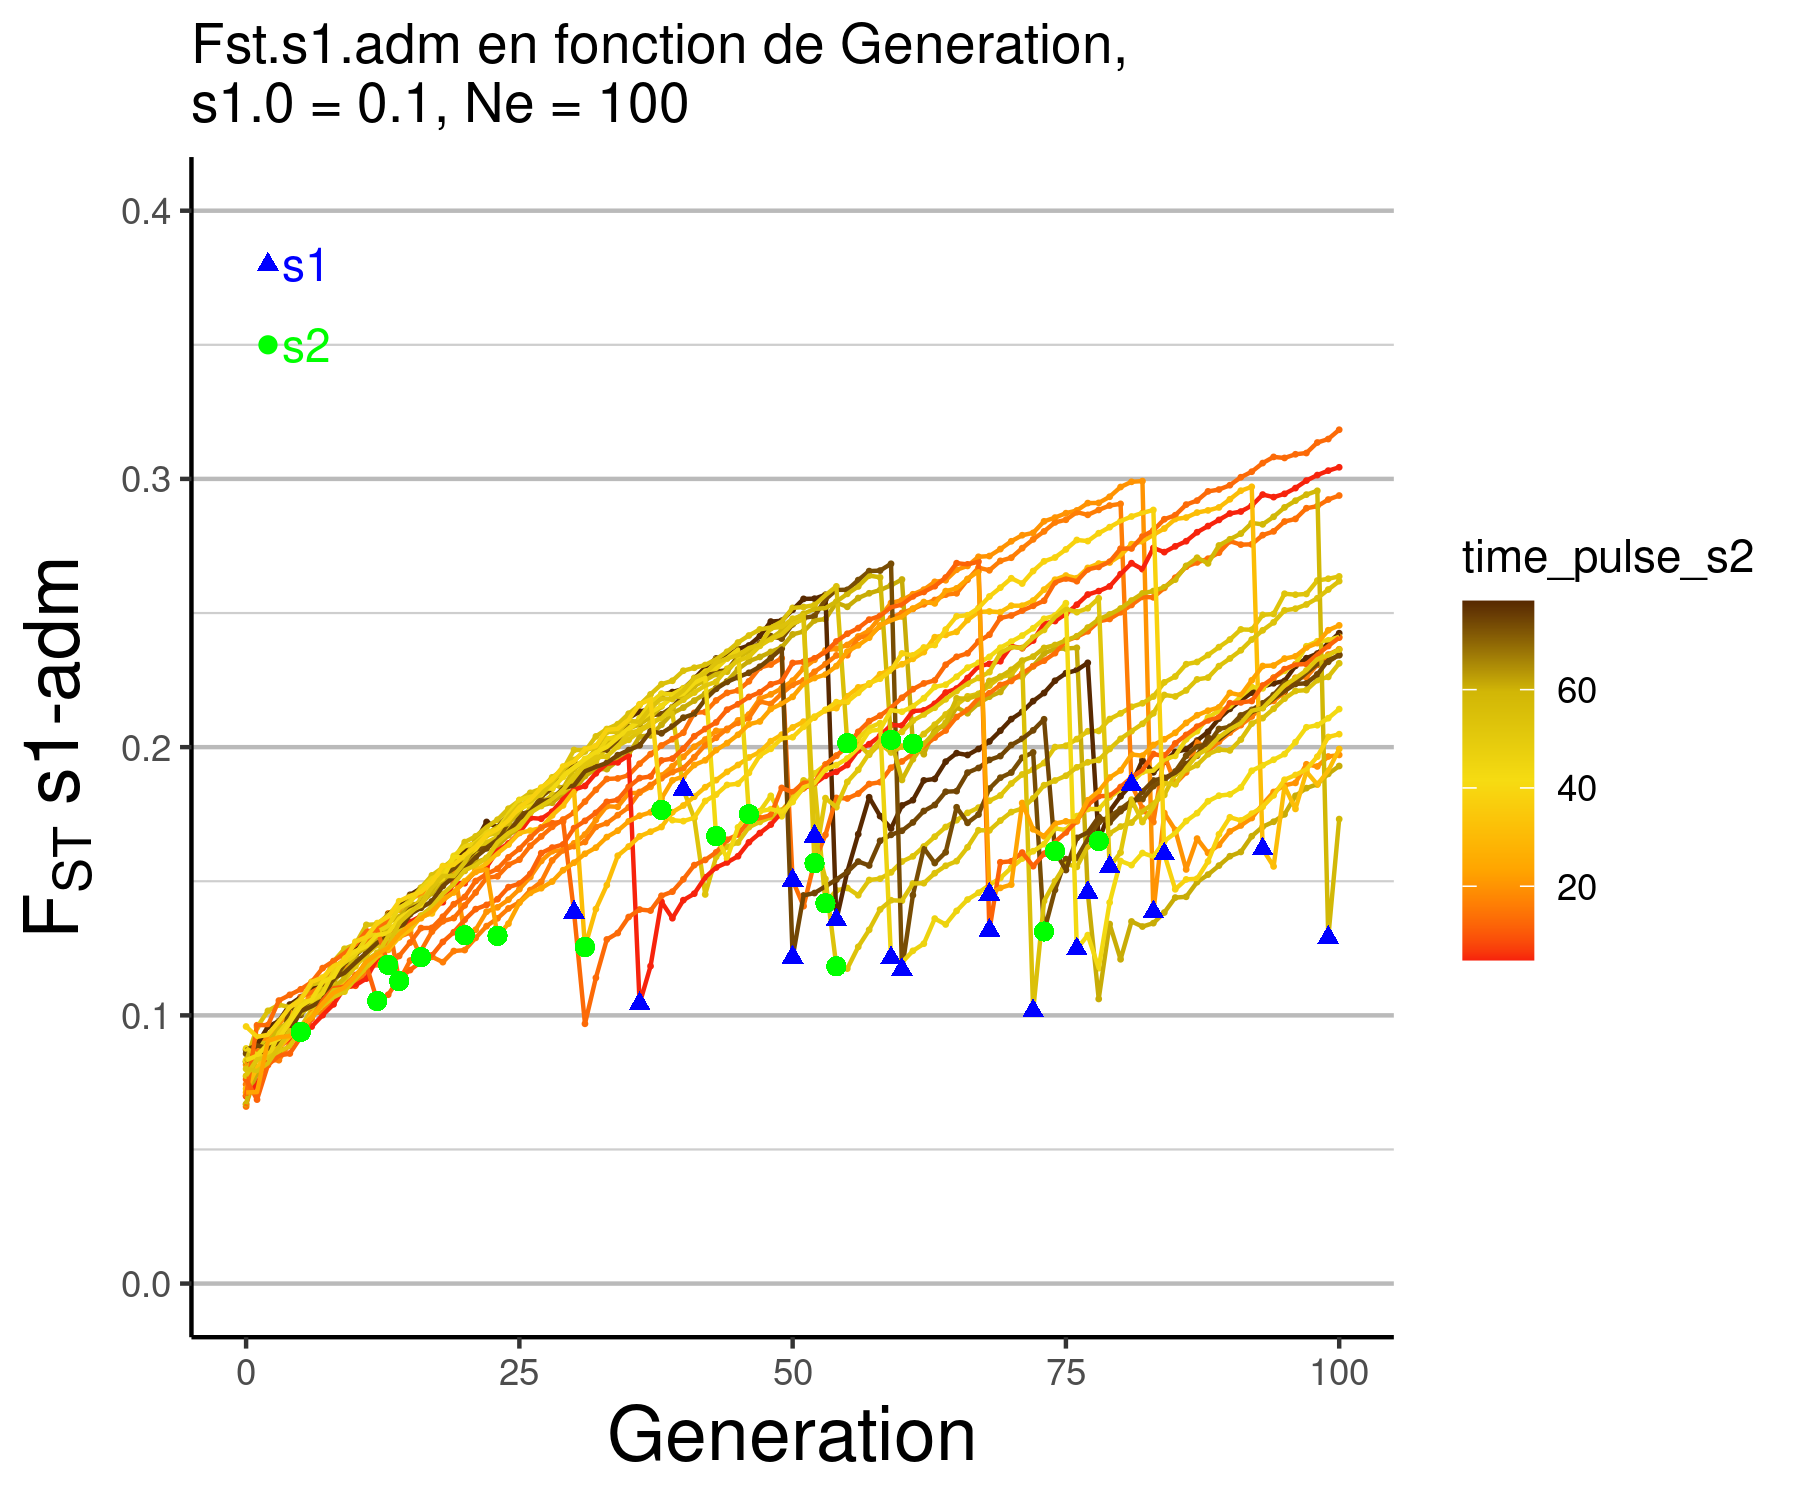 Fst.s1.adm en fonction de Generation,
s1.0 = 0.1, Ne = 100
FST s1-adm
0.4
0.3
0.2
0.1
0.0
s1
s2
0 25 50 75 100
Generation
time_pulse_s2
60
40
20